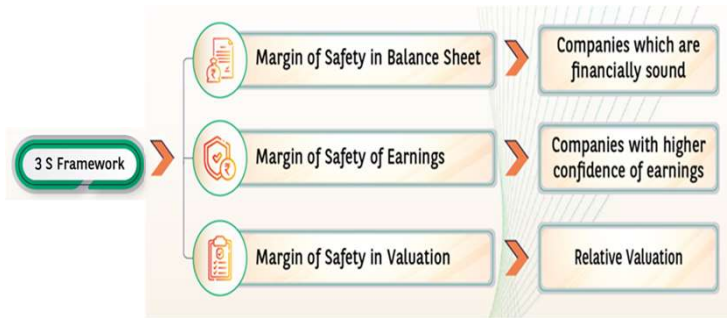 3 S Framework
Margin of Safety in Balance Sheet
Companies which are
financially sound
Margin of Safety of Earnings
Companies with higher
confidence of earnings
Margin of Safety in Valuation
Relative Valuation